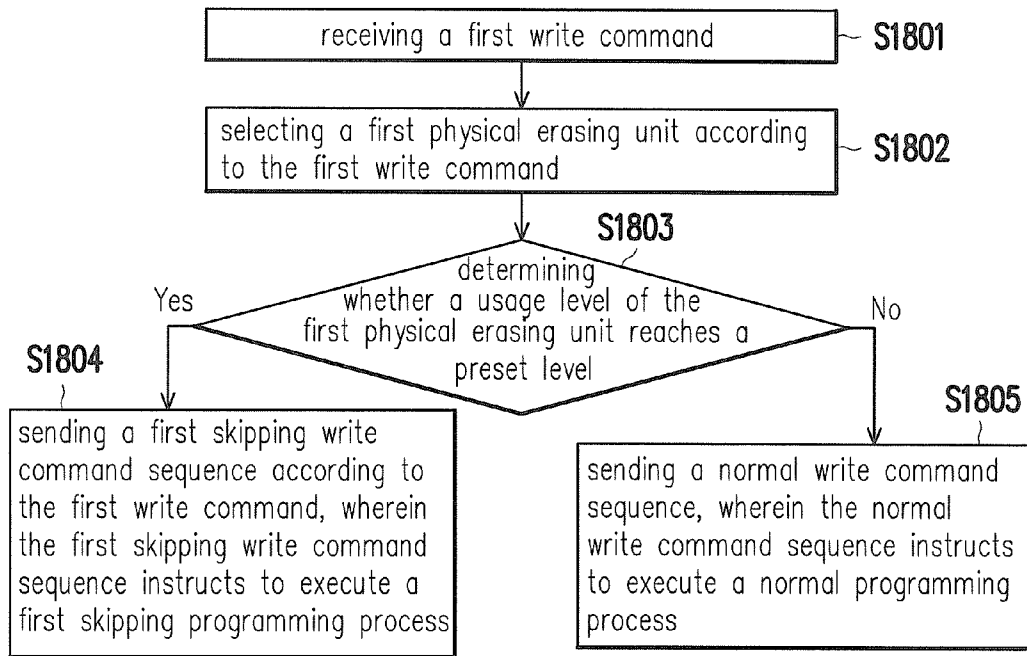 receiving a first write command
S1801
selecting a first physical erasing unit according
to the first write command
S1802
S1803
determining
whether a usage level of the
first physical erasing unit reaches a
preset level
Yes
No
S1804
sending a first skipping write
command sequence according to
the first write command, wherein
the first skipping write command
sequence instructs to execute a
first skipping programming process
S1805
sending a normal write command
sequence, wherein the normal
write command sequence instructs
to execute a normal programming
process